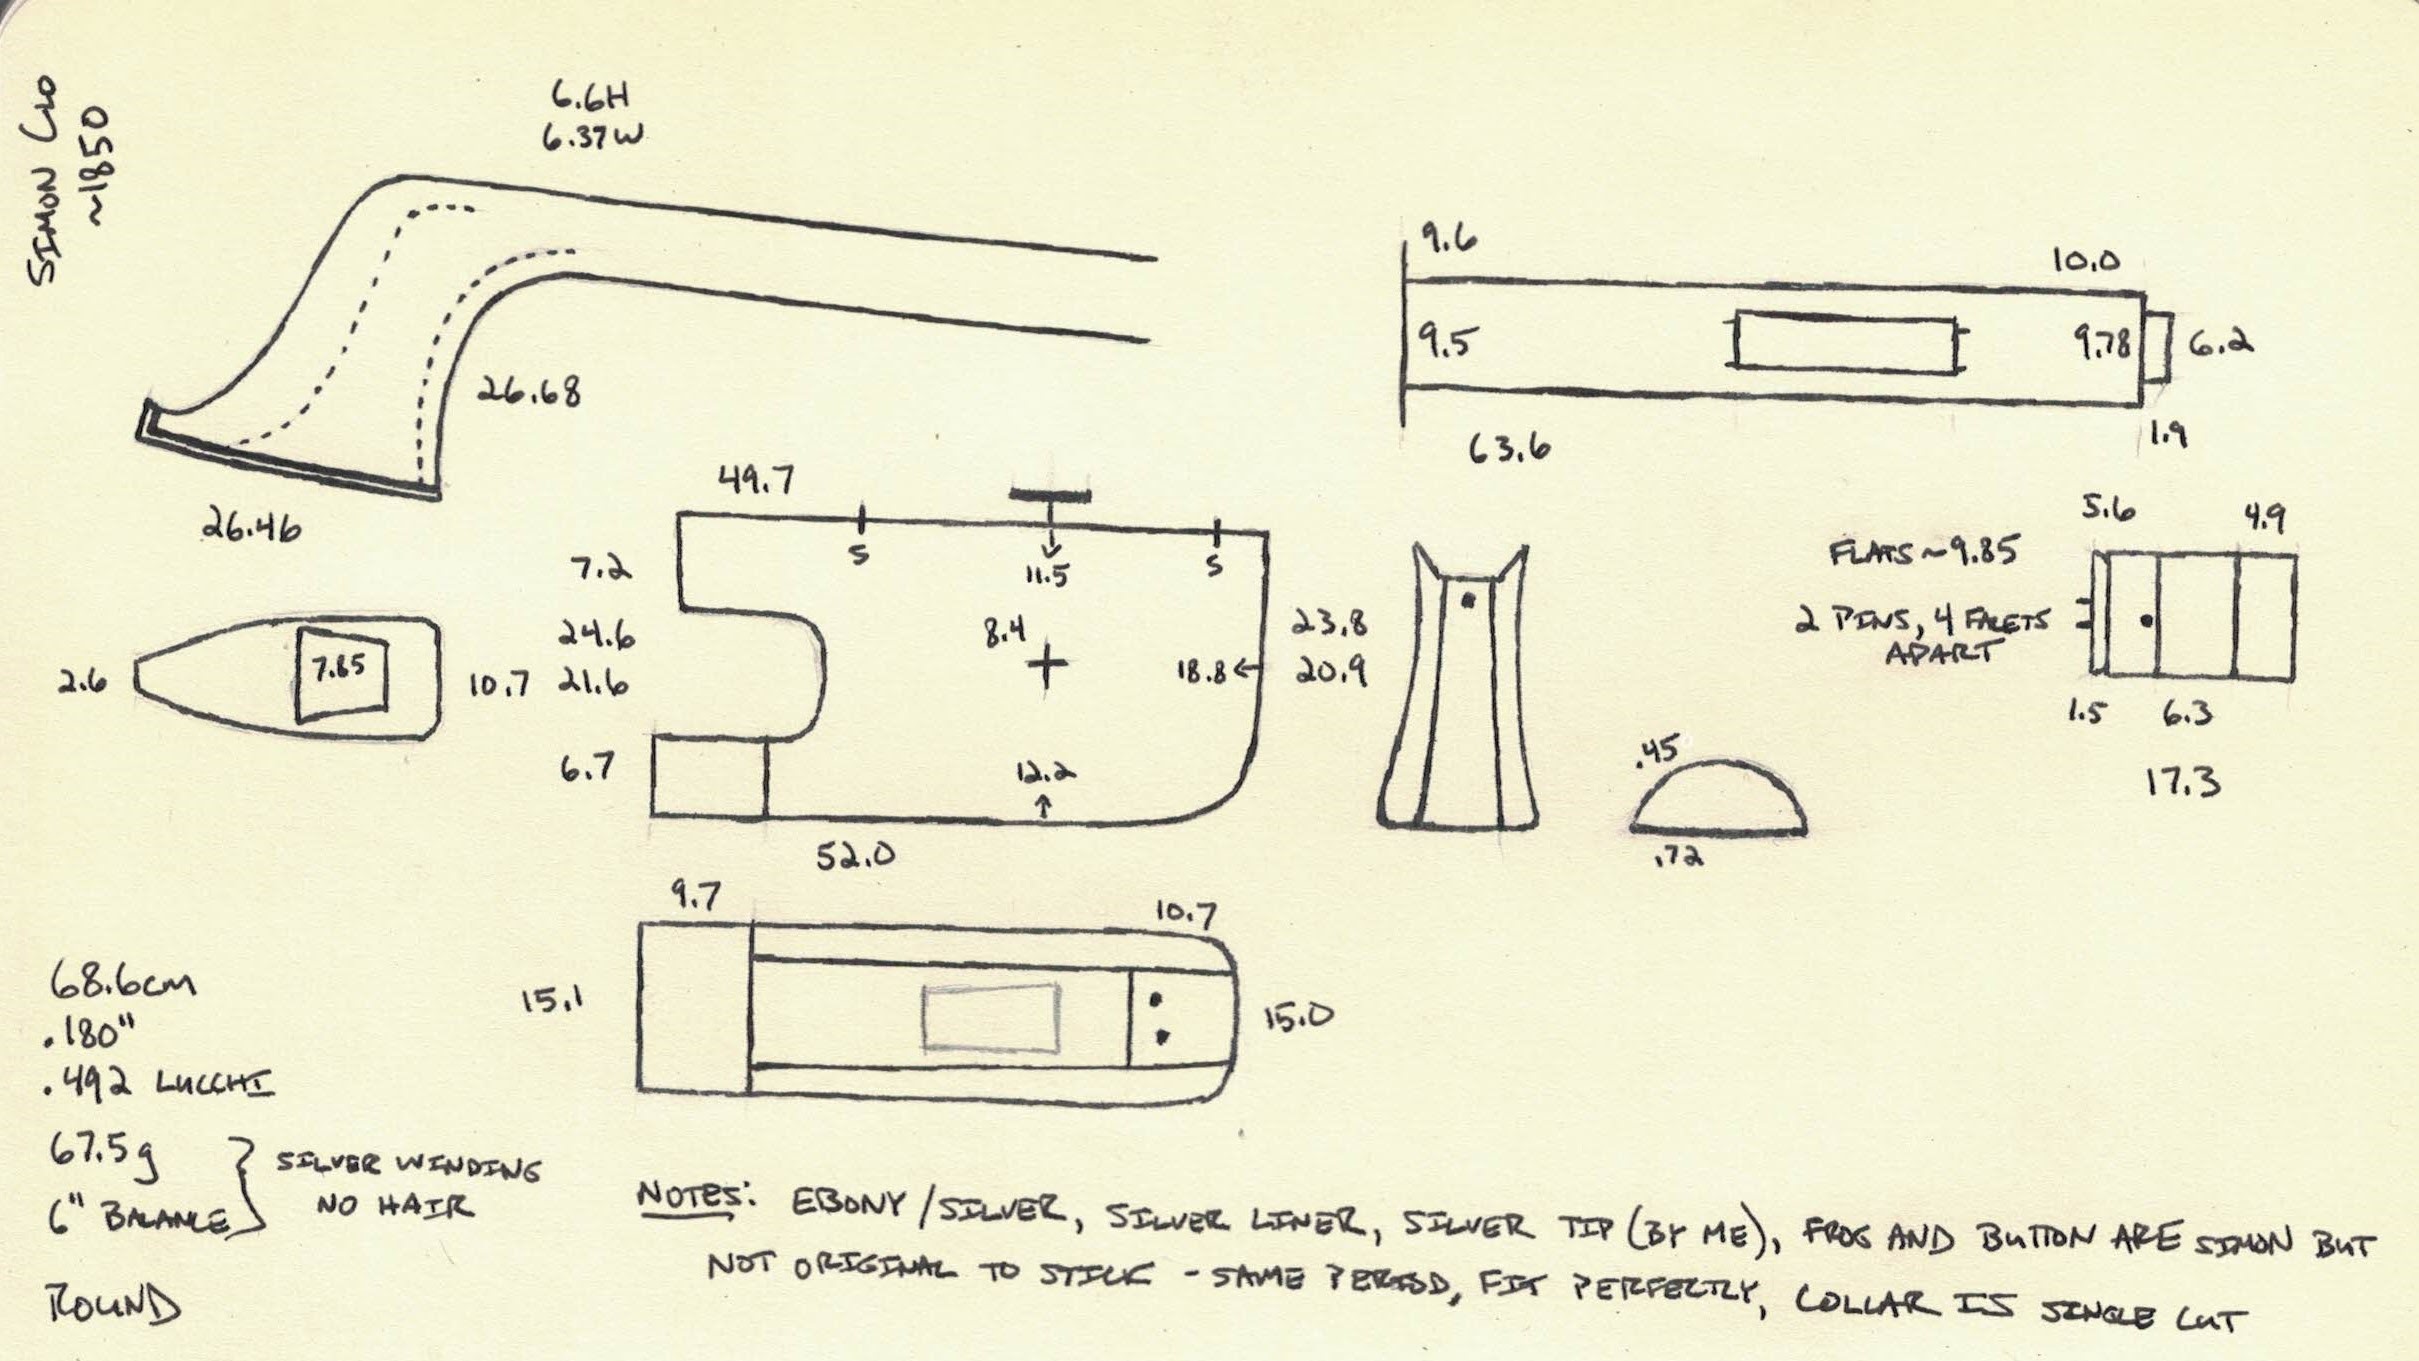 SIMON Clo
~1850
6.6H
6.37W
26.68
26.46
9.6
10.0
9.5
9.78
6.2
63.6
1.9
49.7
5
11.5
5
7.2
24.6
21.6
6.7
8.4
18.8
23.8
20.9
12.2
52.0
2.6
7.65
10.7
.45
.72
5.6
4.9
FLATS ~9.85
2 PINS, 4 FACETS
APART
1.5
6.3
17.3
9.7
10.7
15.1
15.0
68.6cm
.180"
.492 LUCCHI
67.5g
6" BALANCE
SILVER WINDING
NO HAIR
ROUND
NOTES: EBONY/SILVER, SILVER LINER, SILVER TIP (BY ME), FROG AND BUTTON ARE SIMON BUT
NOT ORIGINAL TO STICK - SAME PERIOD, FIT PERFECTLY, COLLAR IS SINGLE CUT